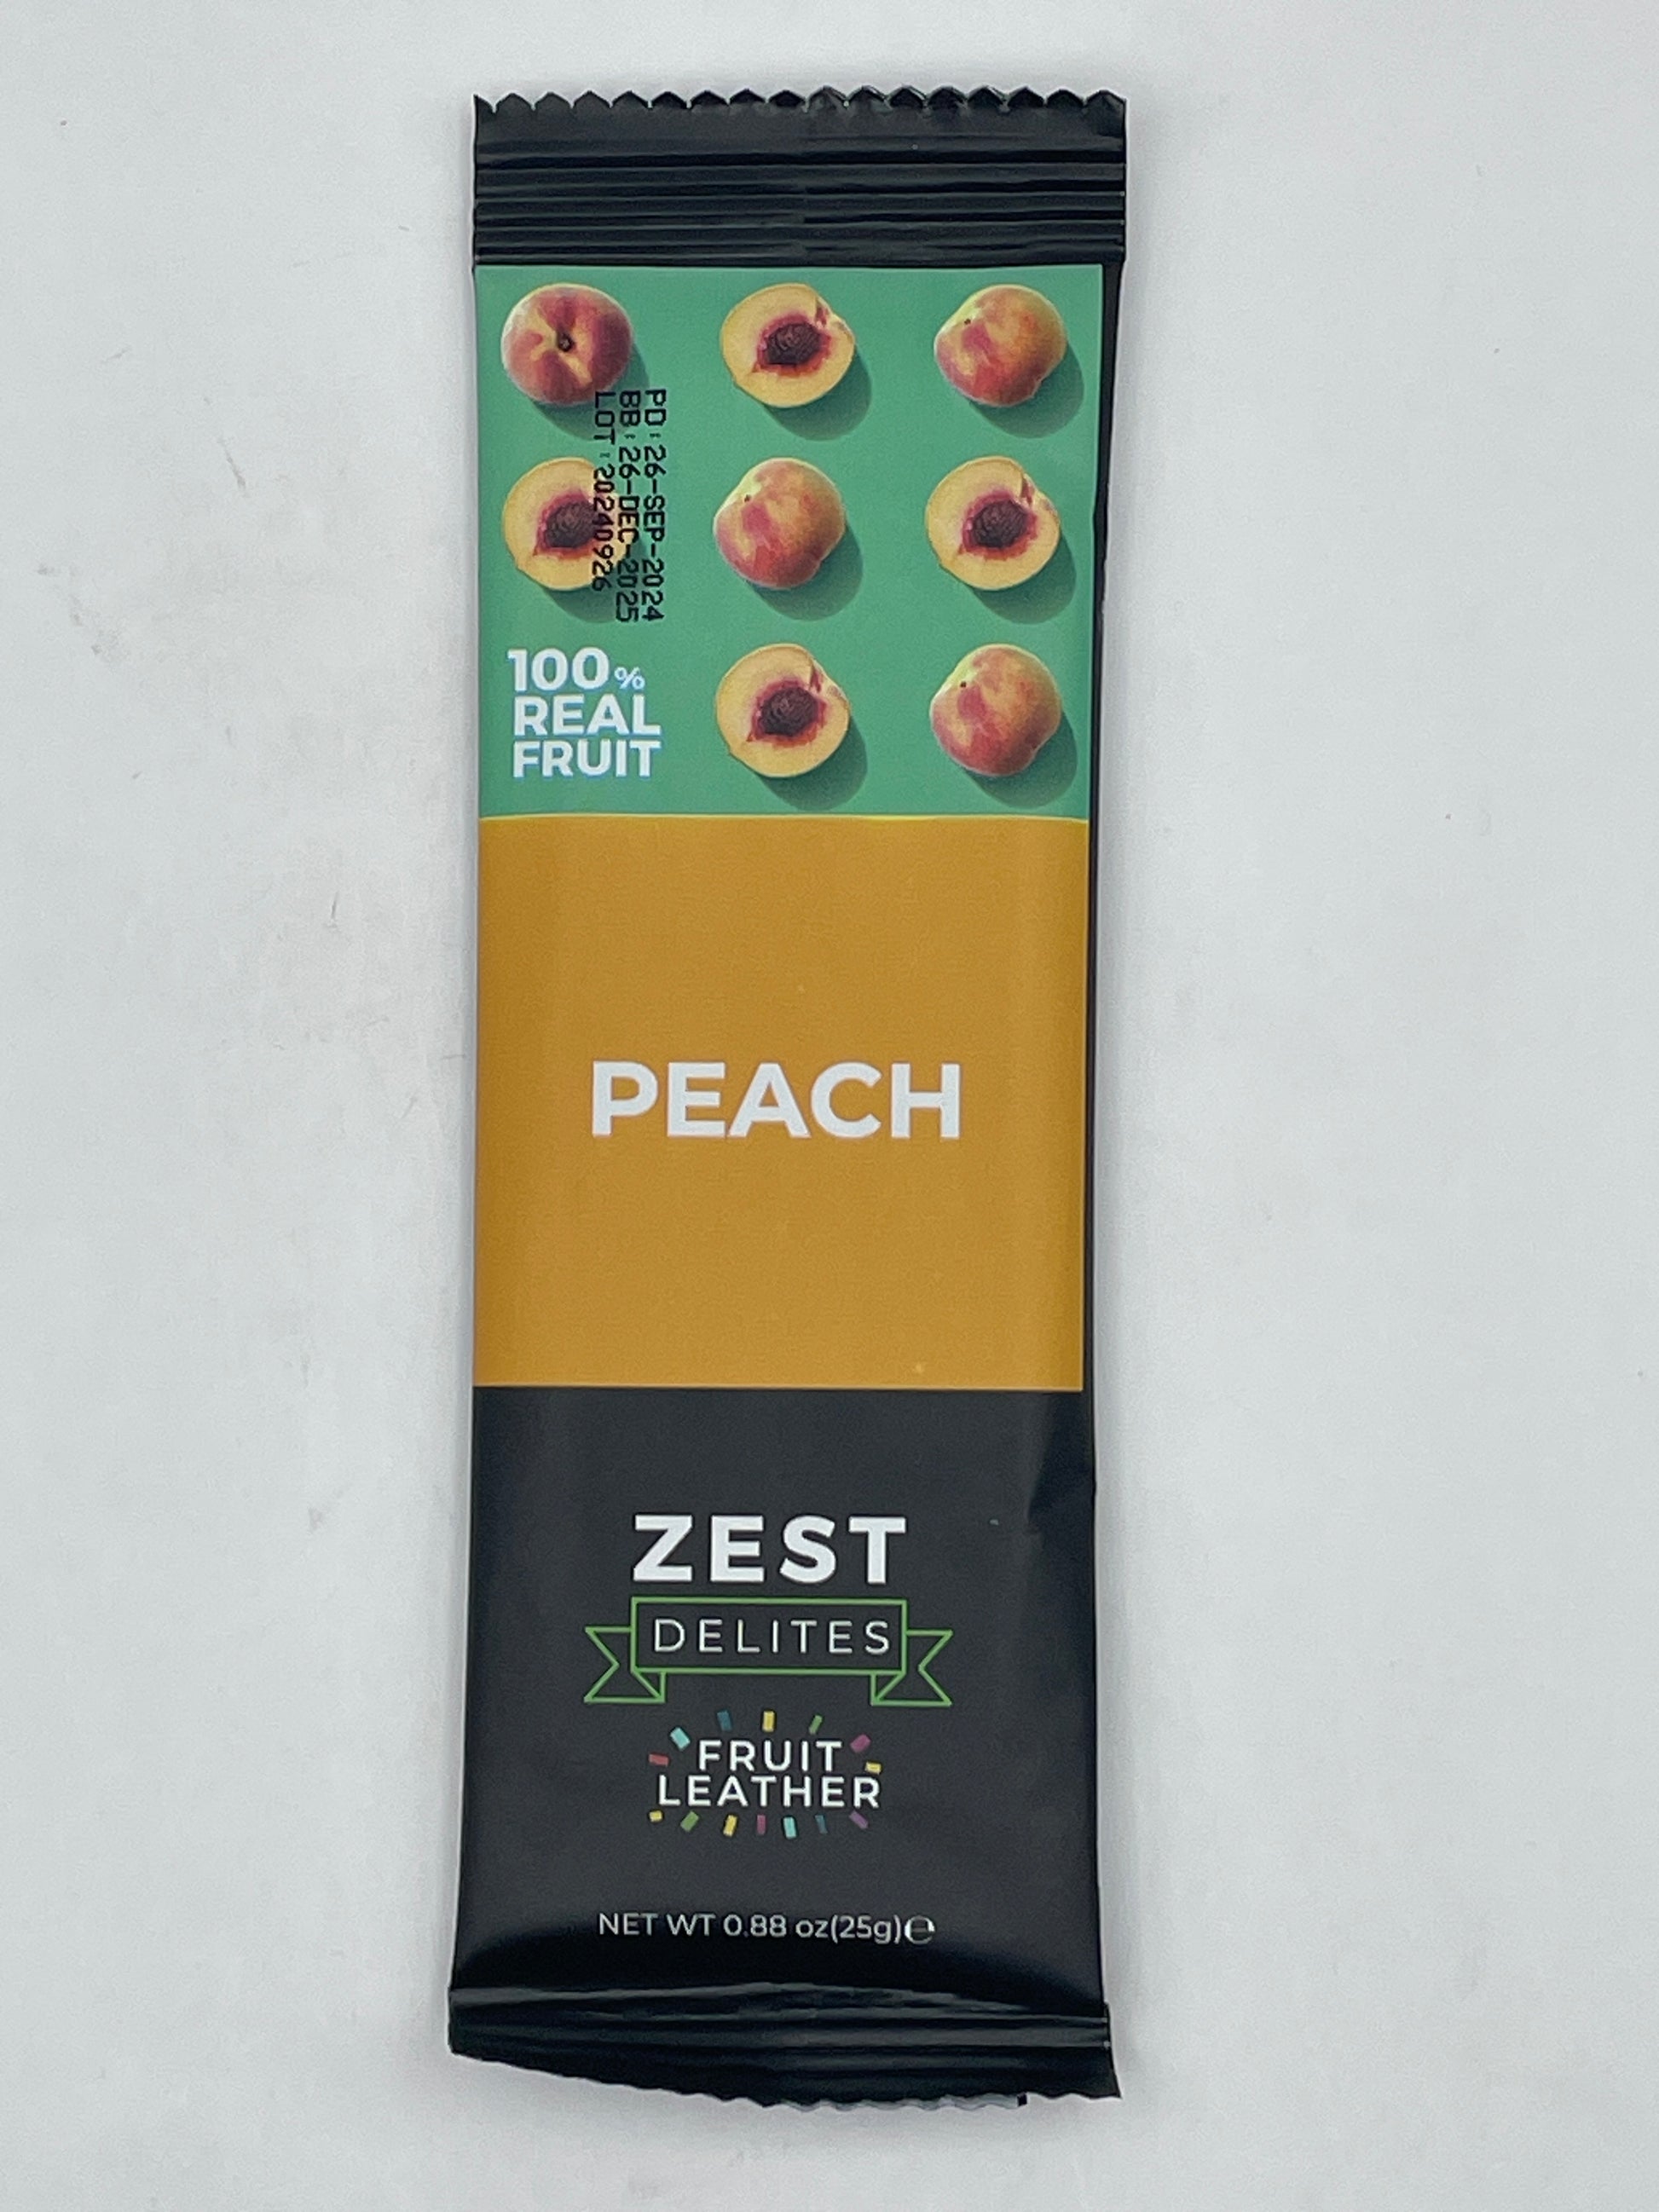 PD: 26-SEP-2024
BB: 26-DEC-2025
LOT: 20240926
100%
REAL
FRUIT
PEACH
ZEST
DELITES
FRUIT
LEATHER
NET WT 0.88 oz(25g)℮